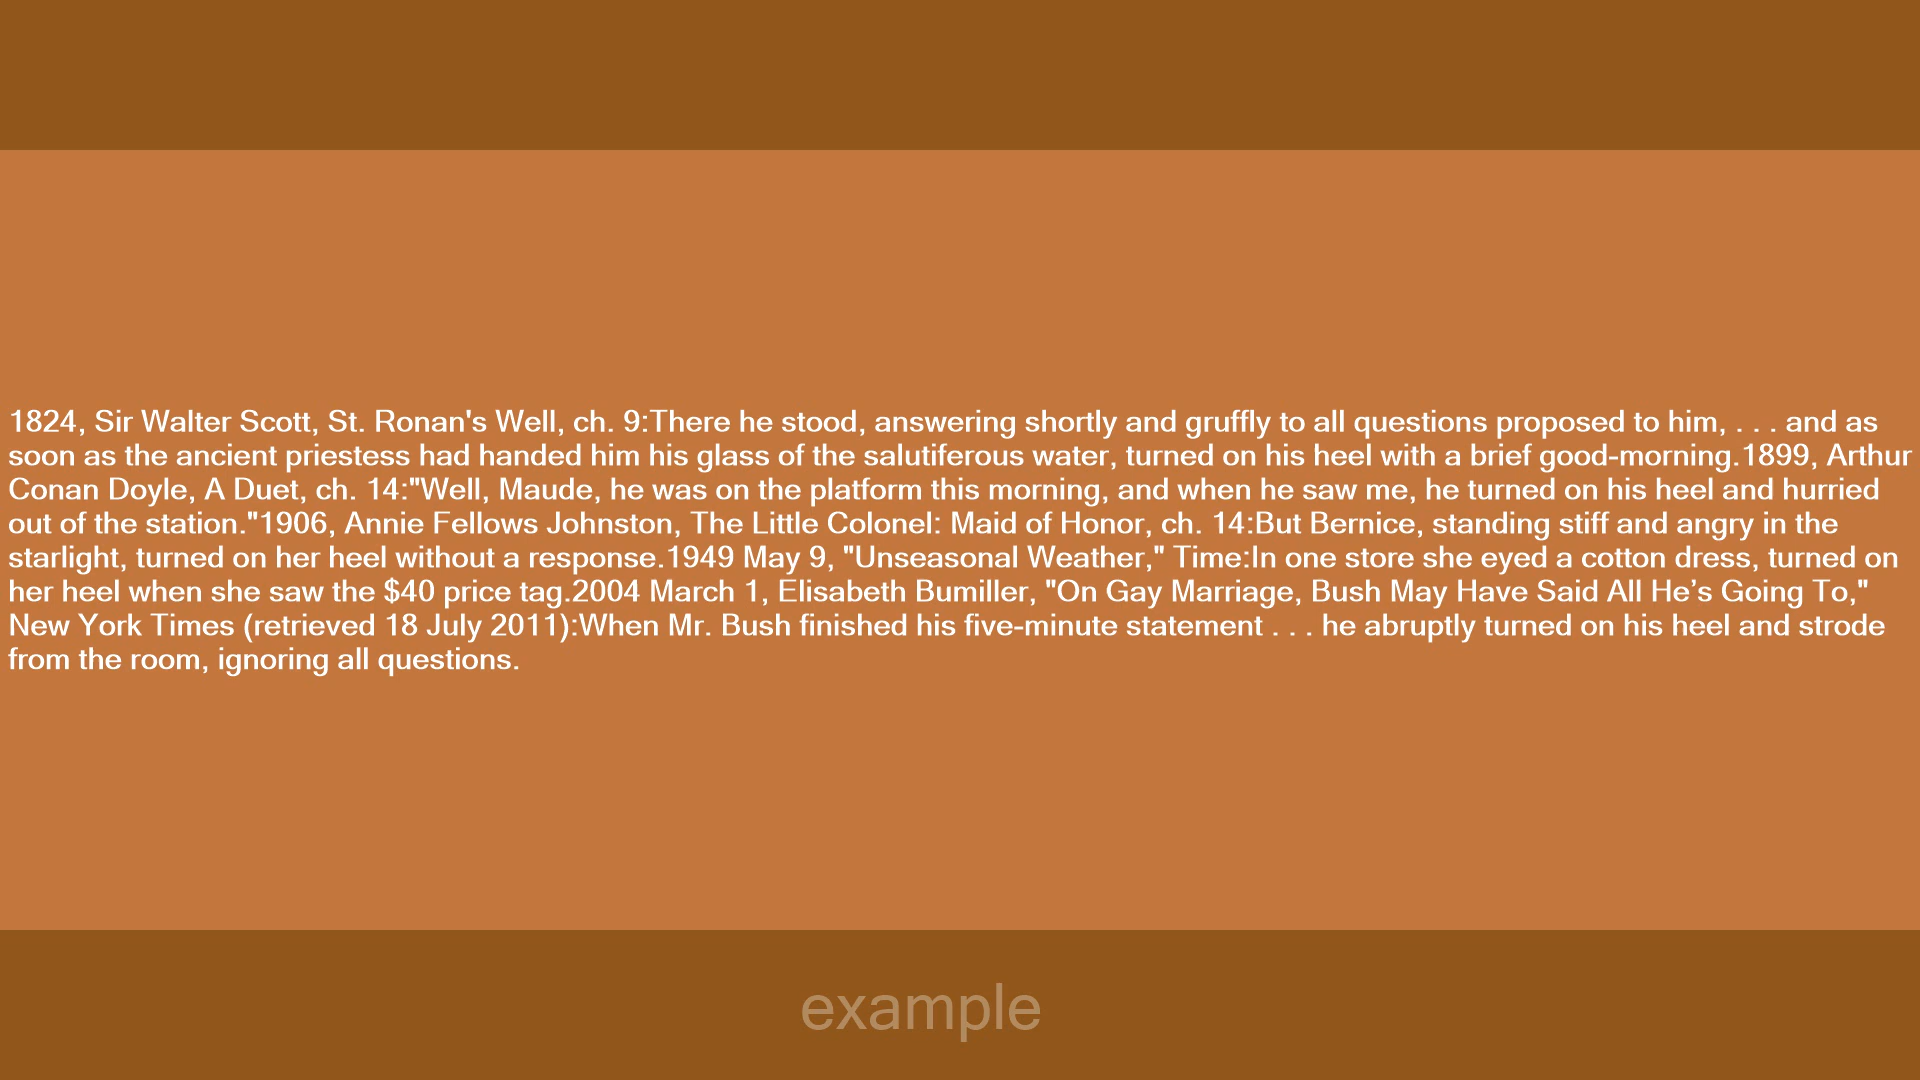 1824, Sir Walter Scott, St. Ronan's Well, ch. 9:There he stood, answering shortly and gruffly to all questions proposed to him, . . . and as
soon as the ancient priestess had handed him his glass of the salutiferous water, turned on his heel with a brief good-morning.1899, Arthur
Conan Doyle, A Duet, ch. 14:"Well, Maude, he was on the platform this morning, and when he saw me, he turned on his heel and hurried
out of the station."1906, Annie Fellows Johnston, The Little Colonel: Maid of Honor, ch. 14:But Bernice, standing stiff and angry in the
starlight, turned on her heel without a response.1949 May 9, "Unseasonal Weather," Time:In one store she eyed a cotton dress, turned on
her heel when she saw the $40 price tag.2004 March 1, Elisabeth Bumiller, "On Gay Marriage, Bush May Have Said All He’s Going To,"
New York Times (retrieved 18 July 2011):When Mr. Bush finished his five-minute statement . . . he abruptly turned on his heel and strode
from the room, ignoring all questions.
example